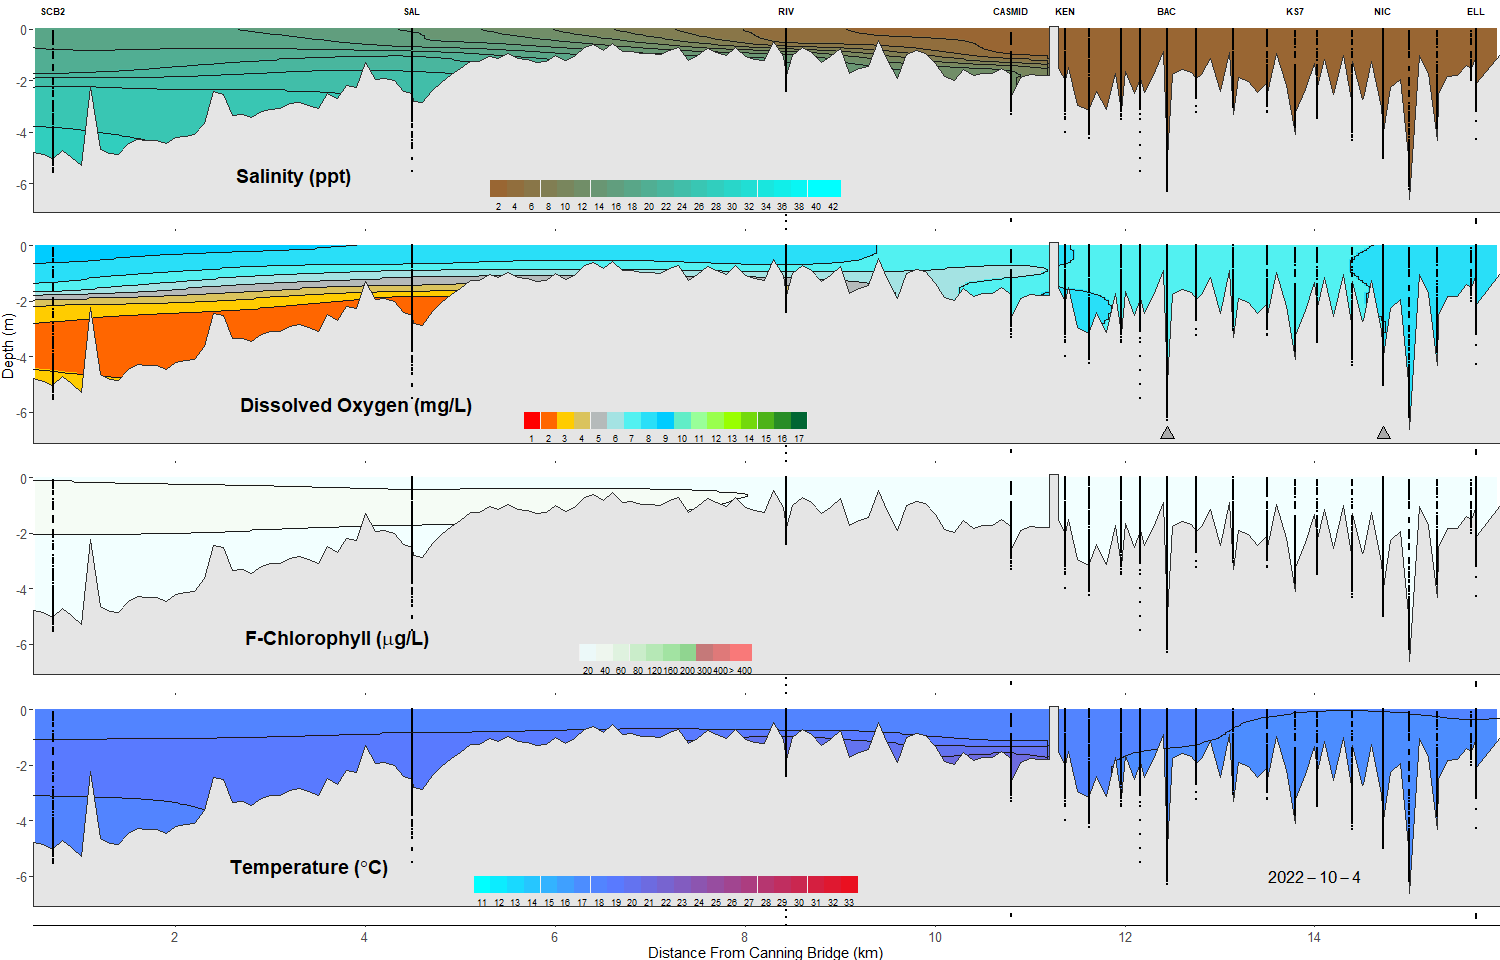 SCB2 SAL RIV CASMID KEN BAC KS7 NIC ELL
0
-2
-4
-6
Salinity (ppt)
2 4 6 8 10 12 14 16 18 20 22 24 26 28 30 32 34 36 38 40 42
0
-2
-4
-6
Dissolved Oxygen (mg/L)
1 2 3 4 5 6 7 8 9 10 11 12 13 14 15 16 17
Depth (m)
0
-2
-4
-6
F-Chlorophyll (µg/L)
20 40 60 80 120 160 200 300 400 > 400
0
-2
-4
-6
Temperature (°C)
11 12 13 14 15 16 17 18 19 20 21 22 23 24 25 26 27 28 29 30 31 32 33
2022 – 10 – 4
2 4 6 8 10 12 14
Distance From Canning Bridge (km)